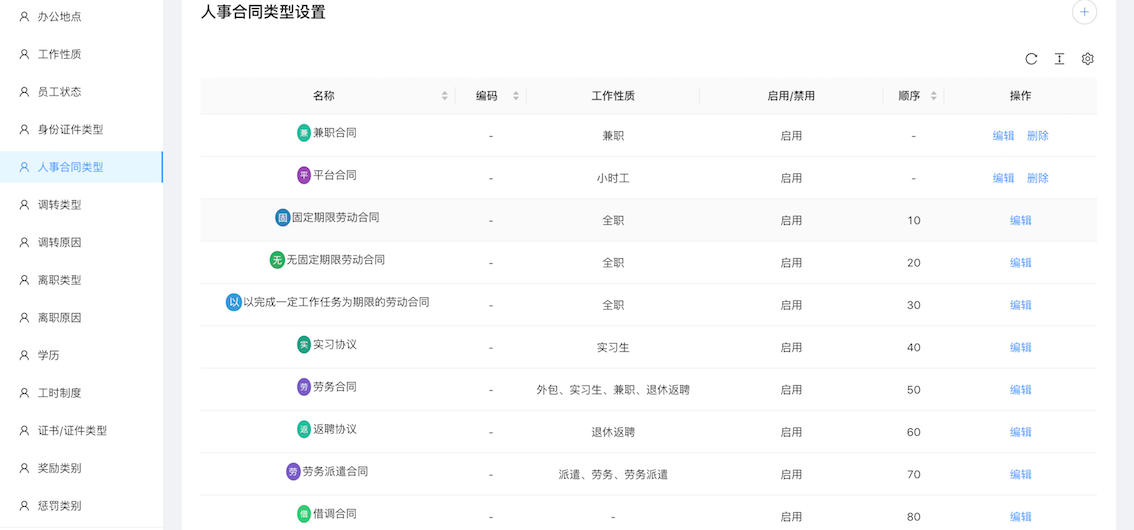 人事合同类型设置
办公地点
工作性质
员工状态
身份证件类型
人事合同类型
调转类型
调转原因
离职类型
离职原因
学历
工时制度
证书/证件类型
奖励类别
惩罚类别
名称 编码 工作性质 启用/禁用 顺序 操作
兼 兼职合同 - 兼职 启用 - 编辑 删除
平 平台合同 - 小时工 启用 - 编辑 删除
固 固定期限劳动合同 - 全职 启用 10 编辑
无 无固定期限劳动合同 - 全职 启用 20 编辑
以 以完成一定工作任务为期限的劳动合同 - 全职 启用 30 编辑
实 实习协议 - 实习生 启用 40 编辑
劳 劳务合同 - 外包、实习生、兼职、退休返聘 启用 50 编辑
返 返聘协议 - 退休返聘 启用 60 编辑
劳 劳务派遣合同 - 派遣、劳务、劳务派遣 启用 70 编辑
借 借调合同 - - 启用 80 编辑